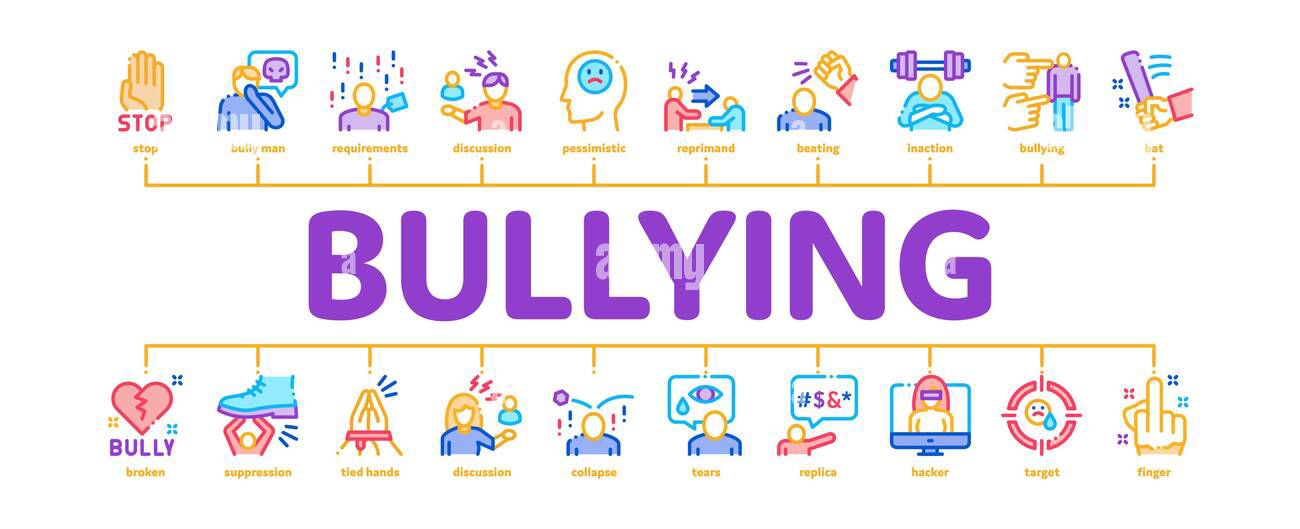 STOP
stop
bully man
requirements
discussion
pessimistic
reprimand
beating
inaction
bullying
bat
BULLYING
BULLY
#$&*
broken
suppression
tied hands
discussion
collapse
tears
replica
hacker
target
finger
alamy